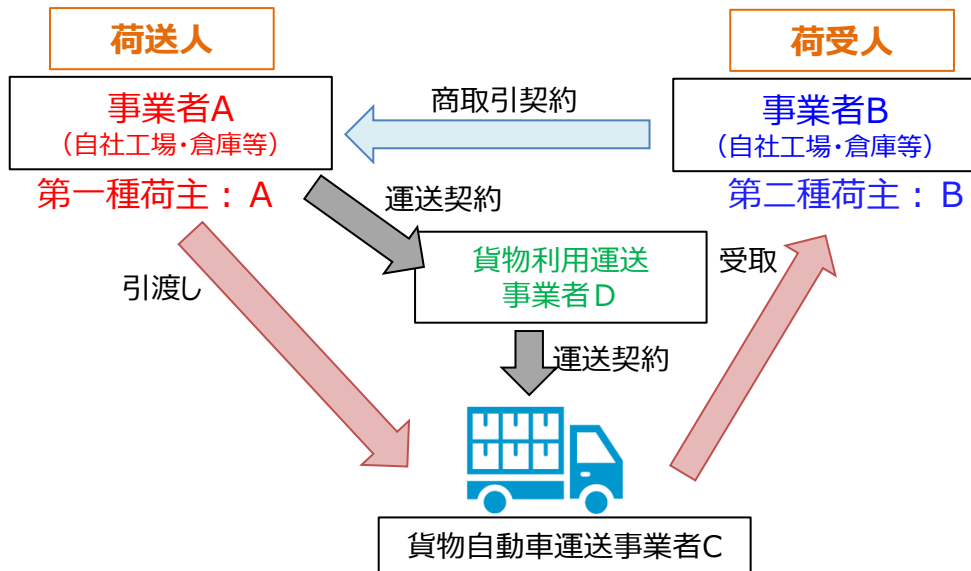 荷送人
荷受人
事業者A
（自社工場・倉庫等）
商取引契約
事業者B
（自社工場・倉庫等）
第一種荷主：A
運送契約
第二種荷主：B
引渡し
貨物利用運送
事業者D
受取
運送契約
貨物自動車運送事業者C